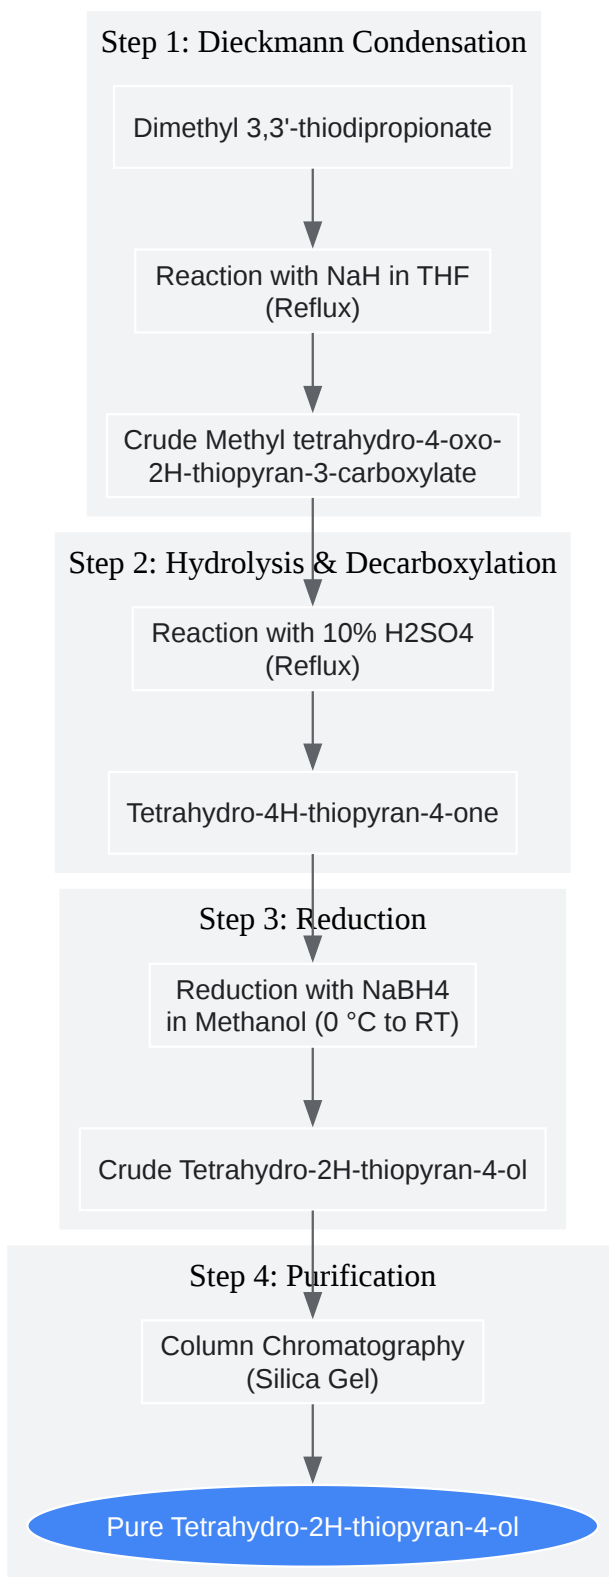 Step 1: Dieckmann Condensation
Dimethyl 3,3'-thiodipropionate
Reaction with NaH in THF
(Reflux)
Crude Methyl tetrahydro-4-oxo-
2H-thiopyran-3-carboxylate
Step 2: Hydrolysis & Decarboxylation
Reaction with 10% H2SO4
(Reflux)
Tetrahydro-4H-thiopyran-4-one
Step 3: Reduction
Reduction with NaBH4
in Methanol (0 °C to RT)
Crude Tetrahydro-2H-thiopyran-4-ol
Step 4: Purification
Column Chromatography
(Silica Gel)
Pure Tetrahydro-2H-thiopyran-4-ol